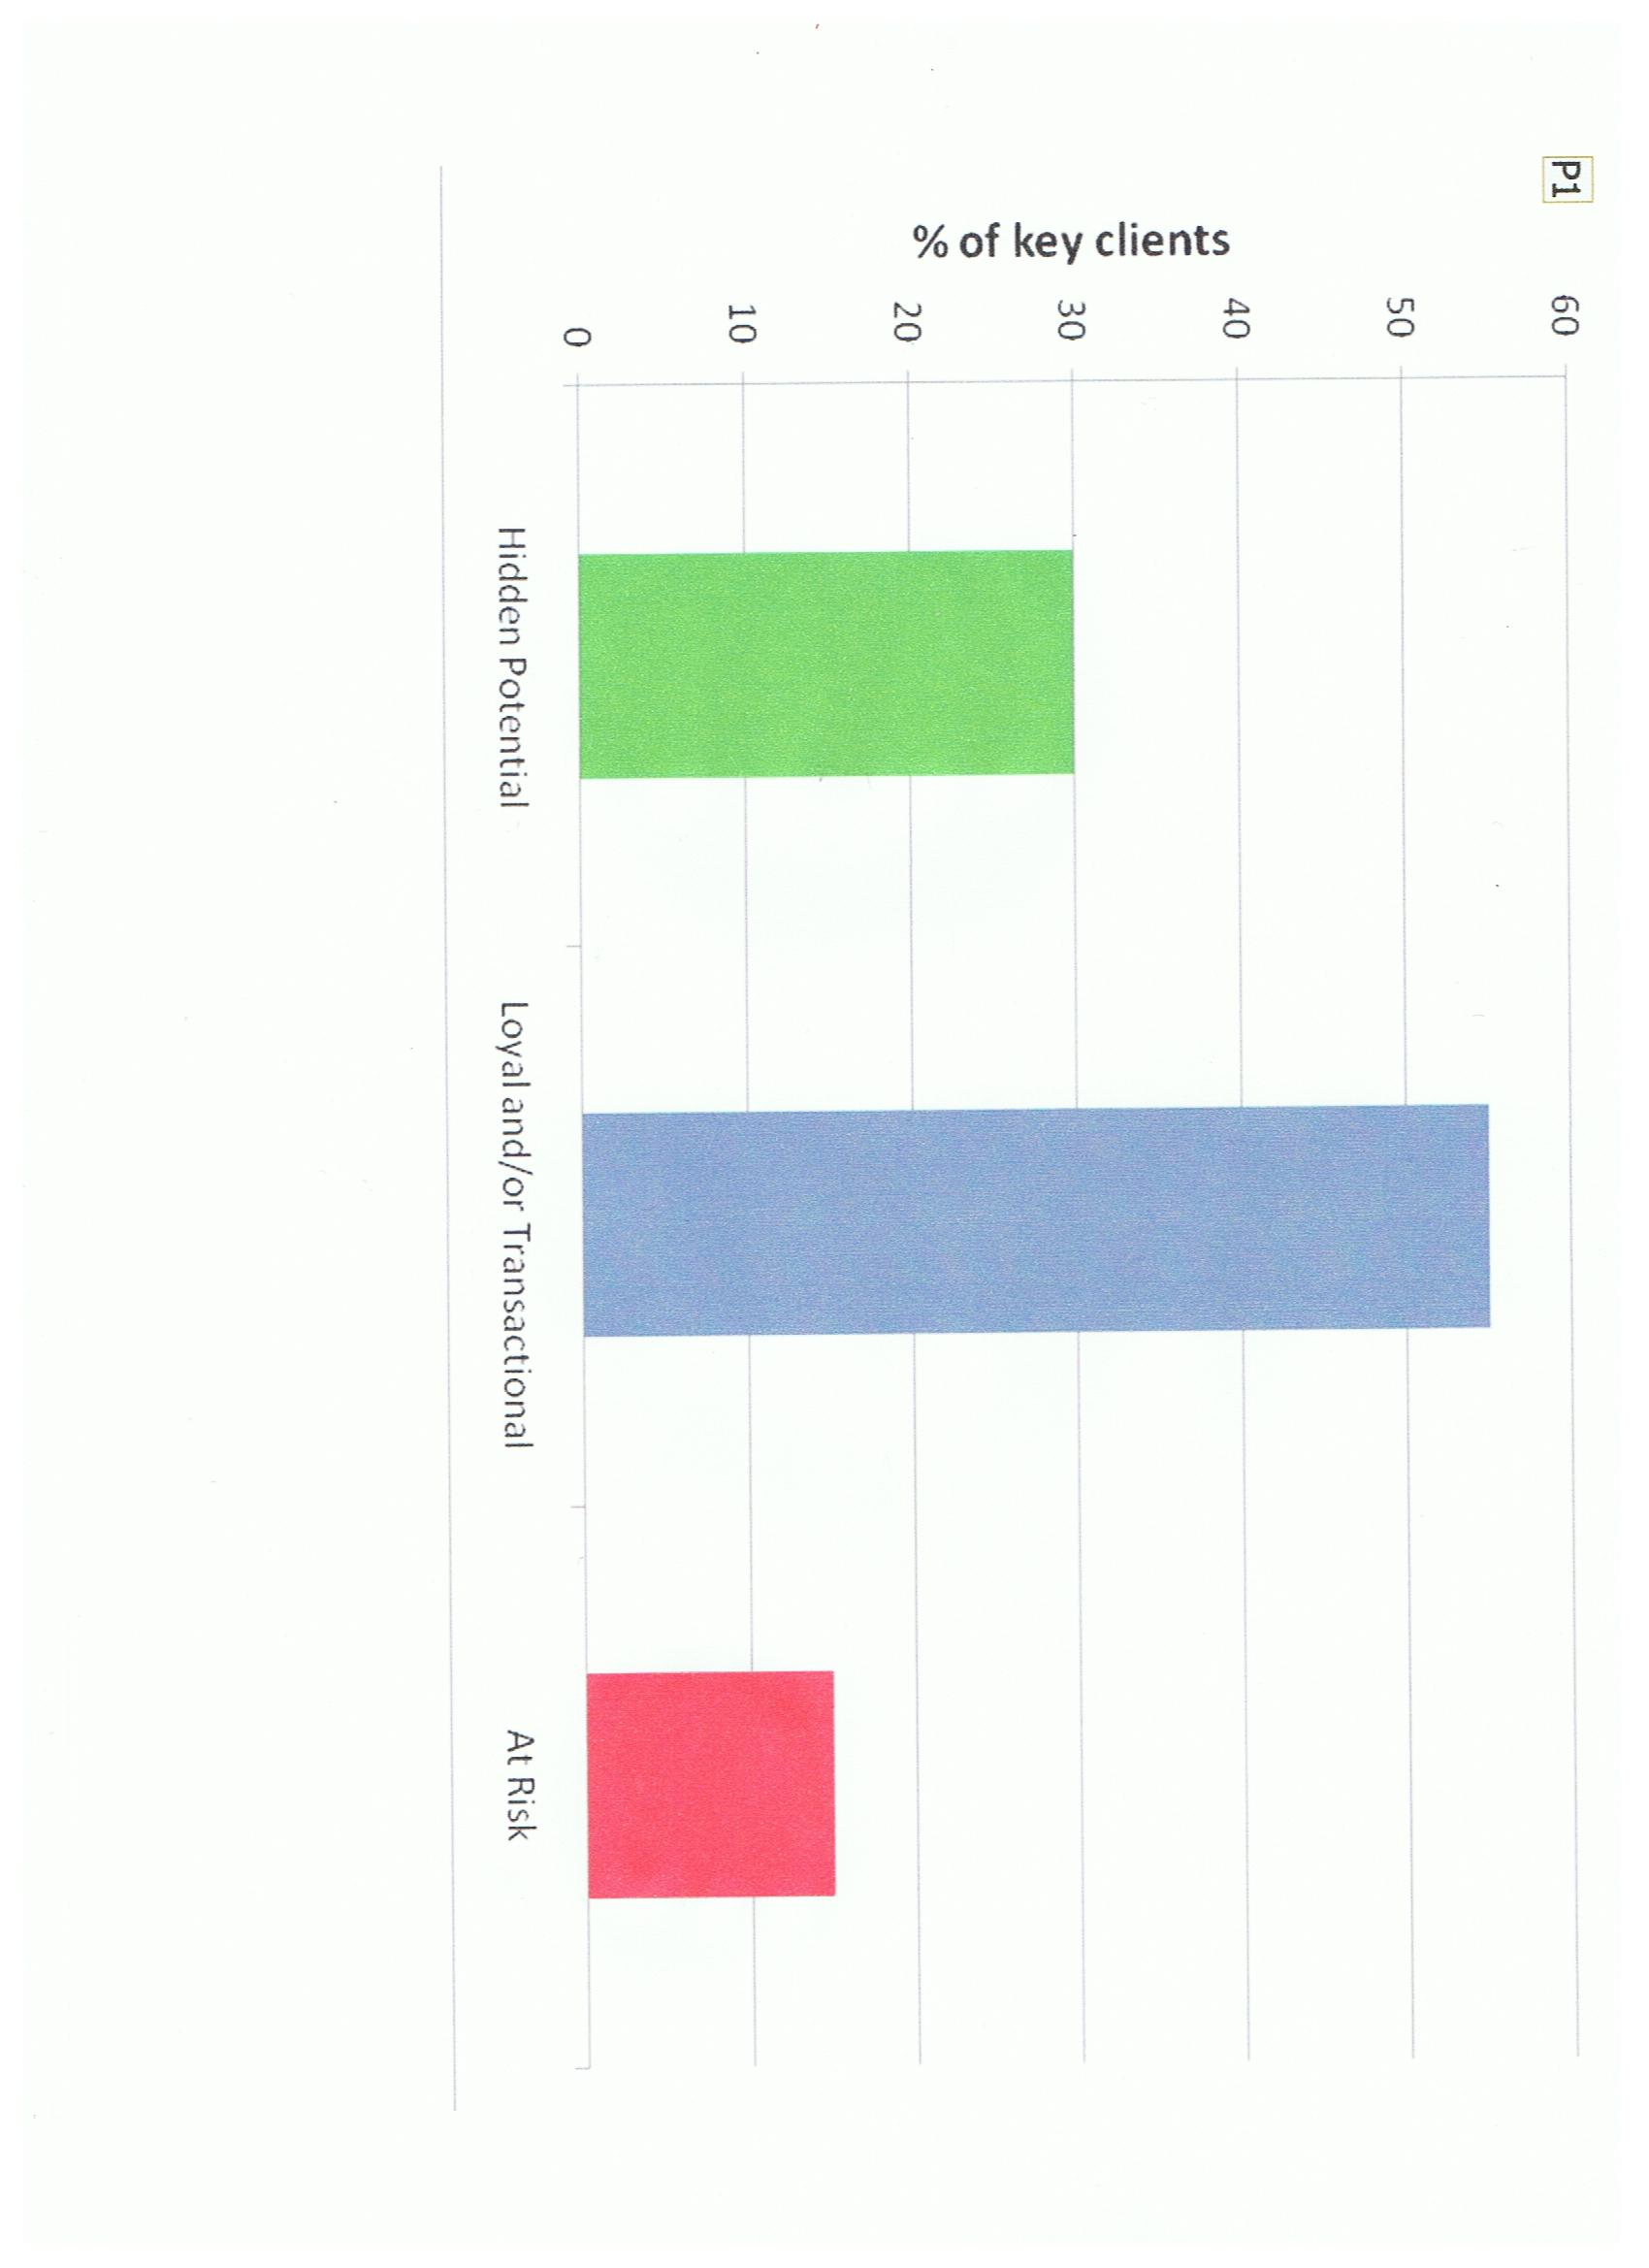 P1
% of key clients
60
50
40
30
20
10
0
Hidden Potential
Loyal and/or Transactional
At Risk